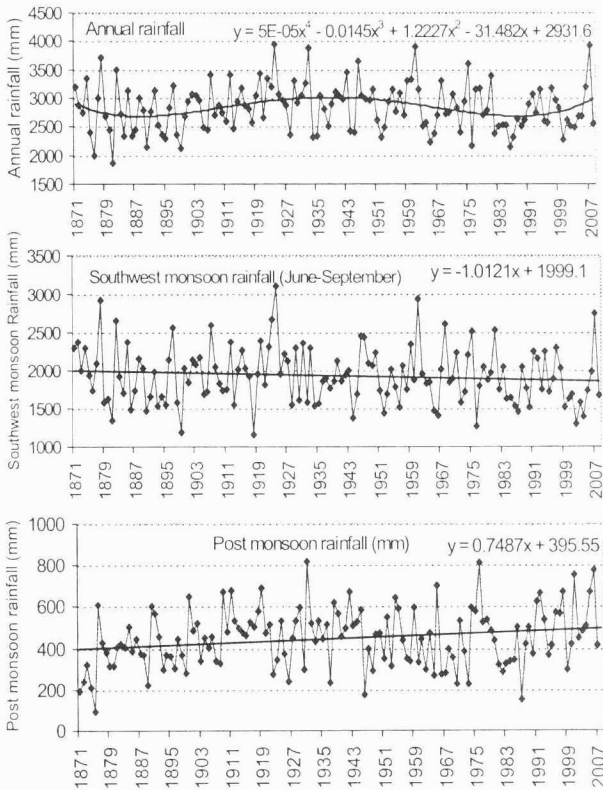 Annual rainfall y = 5E-05x⁴ - 0.0145x³ + 1.2227x² - 31.482x + 2931.6
Annual rainfall (mm)
4500
4000
3500
3000
2500
2000
1500
1871 1879 1887 1895 1903 1911 1919 1927 1935 1943 1951 1959 1967 1975 1983 1991 1999 2007
Southwest monsoon rainfall (June-September) y = -1.0121x + 1999.1
Southwest monsoon Rainfall (mm)
3500
3000
2500
2000
1500
1000
1871 1879 1887 1895 1903 1911 1919 1927 1935 1943 1951 1959 1967 1975 1983 1991 1999 2007
Post monsoon rainfall (mm) y = 0.7487x + 395.55
Post monsoon rainfall (mm)
1000
800
600
400
200
0
1871 1879 1887 1895 1903 1911 1919 1927 1935 1943 1951 1959 1967 1975 1983 1991 1999 2007